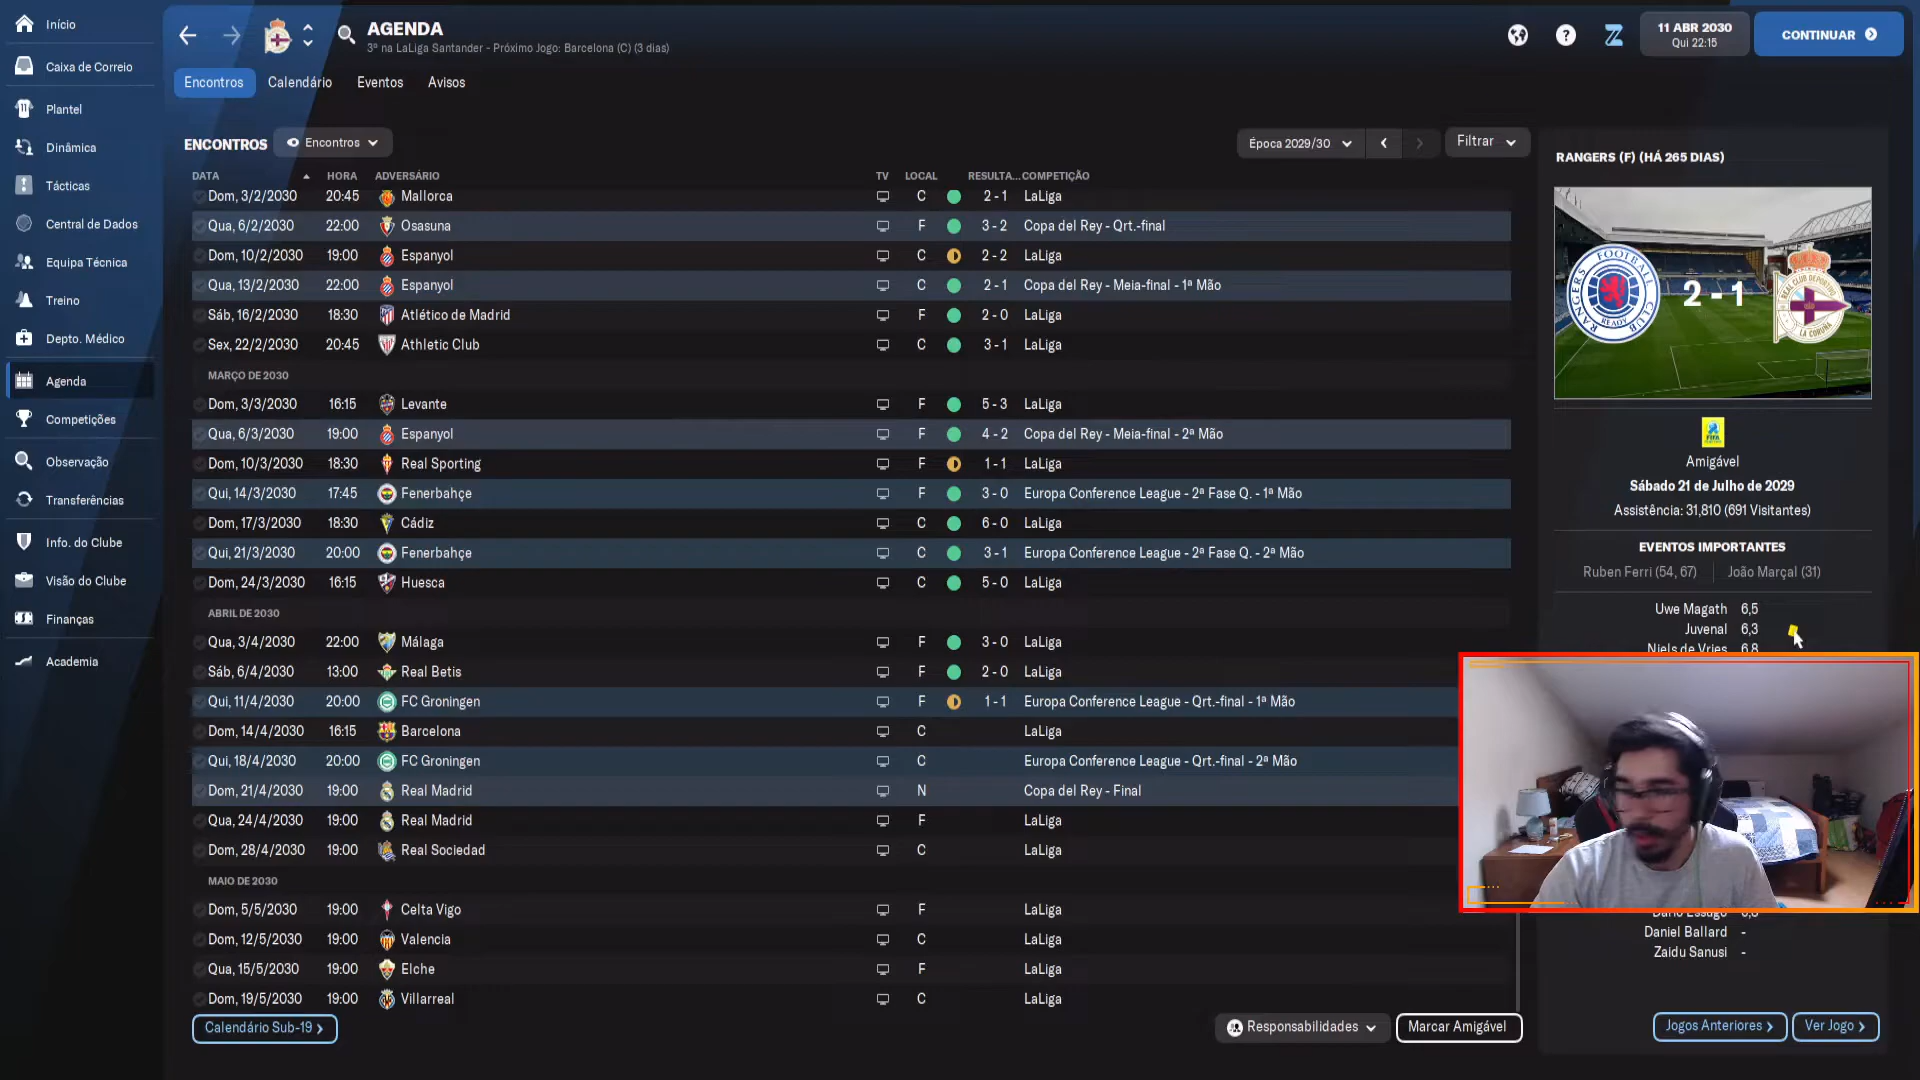 Início
Caixa de Correio
Plantel
Dinâmica
Tácticas
Central de Dados
Equipa Técnica
Treino
Depto. Médico
Agenda
Competições
Observação
Transferências
Info. do Clube
Visão do Clube
Finanças
Academia
AGENDA
3º na LaLiga Santander - Próximo Jogo: Barcelona (C) (3 dias)
11 ABR 2030
Qui 22:15
CONTINUAR
Encontros Calendário Eventos Avisos
ENCONTROS Encontros
Época 2029/30 Filtrar
DATA HORA ADVERSÁRIO TV LOCAL RESULTA... COMPETIÇÃO
Dom, 3/2/2030 20:45 Mallorca C 2 - 1 LaLiga
Qua, 6/2/2030 22:00 Osasuna F 3 - 2 Copa del Rey - Qrt.-final
Dom, 10/2/2030 19:00 Espanyol C 2 - 2 LaLiga
Qua, 13/2/2030 22:00 Espanyol C 2 - 1 Copa del Rey - Meia-final - 1ª Mão
Sáb, 16/2/2030 18:30 Atlético de Madrid F 2 - 0 LaLiga
Sex, 22/2/2030 20:45 Athletic Club C 3 - 1 LaLiga
MARÇO DE 2030
Dom, 3/3/2030 16:15 Levante F 5 - 3 LaLiga
Qua, 6/3/2030 19:00 Espanyol F 4 - 2 Copa del Rey - Meia-final - 2ª Mão
Dom, 10/3/2030 18:30 Real Sporting F 1 - 1 LaLiga
Qui, 14/3/2030 17:45 Fenerbahçe F 3 - 0 Europa Conference League - 2ª Fase Q. - 1ª Mão
Dom, 17/3/2030 18:30 Cádiz C 6 - 0 LaLiga
Qui, 21/3/2030 20:00 Fenerbahçe C 3 - 1 Europa Conference League - 2ª Fase Q. - 2ª Mão
Dom, 24/3/2030 16:15 Huesca C 5 - 0 LaLiga
ABRIL DE 2030
Qua, 3/4/2030 22:00 Málaga F 3 - 0 LaLiga
Sáb, 6/4/2030 13:00 Real Betis F 2 - 0 LaLiga
Qui, 11/4/2030 20:00 FC Groningen F 1 - 1 Europa Conference League - Qrt.-final - 1ª Mão
Dom, 14/4/2030 16:15 Barcelona C LaLiga
Qui, 18/4/2030 20:00 FC Groningen C Europa Conference League - Qrt.-final - 2ª Mão
Dom, 21/4/2030 19:00 Real Madrid N Copa del Rey - Final
Qua, 24/4/2030 19:00 Real Madrid F LaLiga
Dom, 28/4/2030 19:00 Real Sociedad C LaLiga
MAIO DE 2030
Dom, 5/5/2030 19:00 Celta Vigo F LaLiga
Dom, 12/5/2030 19:00 Valencia C LaLiga
Qua, 15/5/2030 19:00 Elche F LaLiga
Dom, 19/5/2030 19:00 Villarreal C LaLiga
Calendário Sub-19
Responsabilidades Marcar Amigável
RANGERS (F) (HÁ 265 DIAS)
RANGERS FOOTBALL CLUB
READY
2 - 1
REAL CLUB DEPORTIVO
LA CORUÑA
FIFA
Amigável
Sábado 21 de Julho de 2029
Assistência: 31,810 (691 Visitantes)
EVENTOS IMPORTANTES
Ruben Ferri (54, 67) João Marçal (31)
Uwe Magath 6,5
Juvenal 6,3
Niels de Vries 6,8
Daniel Ballard -
Zaidu Sanusi -
Jogos Anteriores Ver Jogo